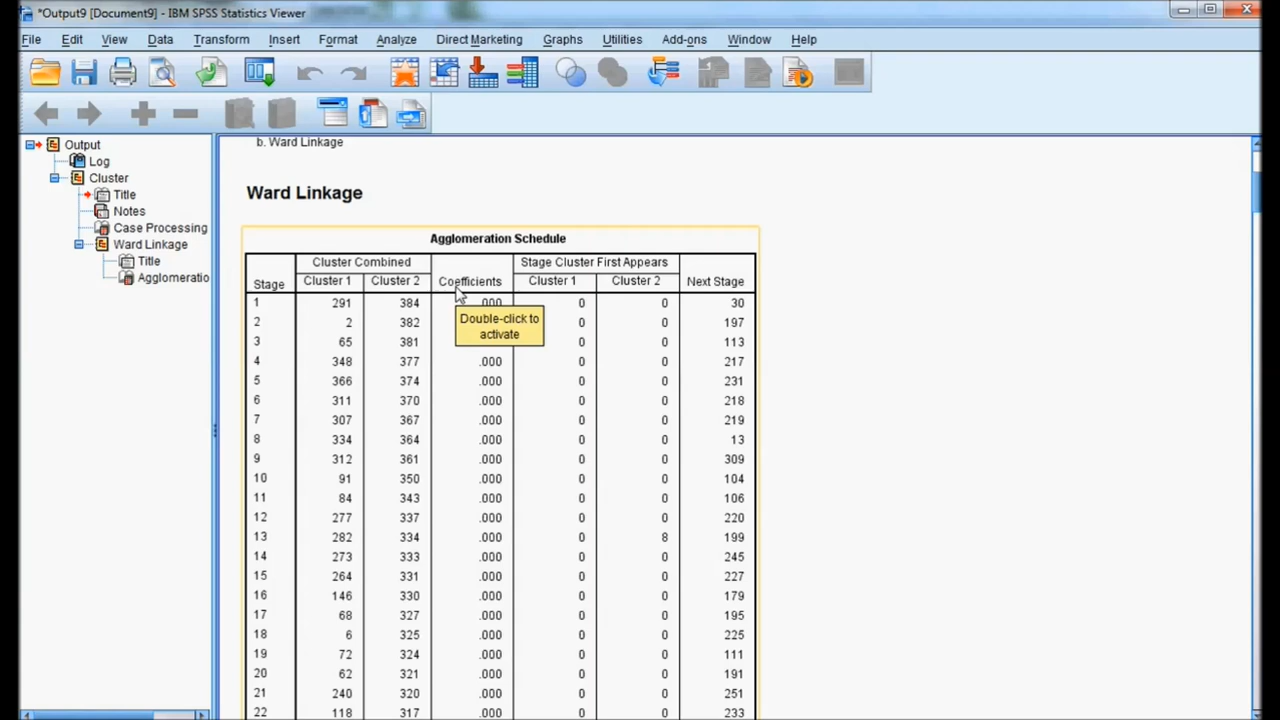 *Output9 [Document9] - IBM SPSS Statistics Viewer
File Edit View Data Transform Insert Format Analyze Direct Marketing Graphs Utilities Add-ons Window Help
Output
Log
Cluster
Title
Notes
Case Processing
Ward Linkage
Title
Agglomeratio
b. Ward Linkage
Ward Linkage
Agglomeration Schedule
Cluster Combined Stage Cluster First Appears
Stage Cluster 1 Cluster 2 Coefficients Cluster 1 Cluster 2 Next Stage
1 291 384 .000 0 0 30
2 2 382 0 0 197
3 65 381 0 0 113
Double-click to
activate
4 348 377 .000 0 0 217
5 366 374 .000 0 0 231
6 311 370 .000 0 0 218
7 307 367 .000 0 0 219
8 334 364 .000 0 0 13
9 312 361 .000 0 0 309
10 91 350 .000 0 0 104
11 84 343 .000 0 0 106
12 277 337 .000 0 0 220
13 282 334 .000 0 8 199
14 273 333 .000 0 0 245
15 264 331 .000 0 0 227
16 146 330 .000 0 0 179
17 68 327 .000 0 0 195
18 6 325 .000 0 0 225
19 72 324 .000 0 0 111
20 62 321 .000 0 0 191
21 240 320 .000 0 0 251
22 118 317 .000 0 0 233